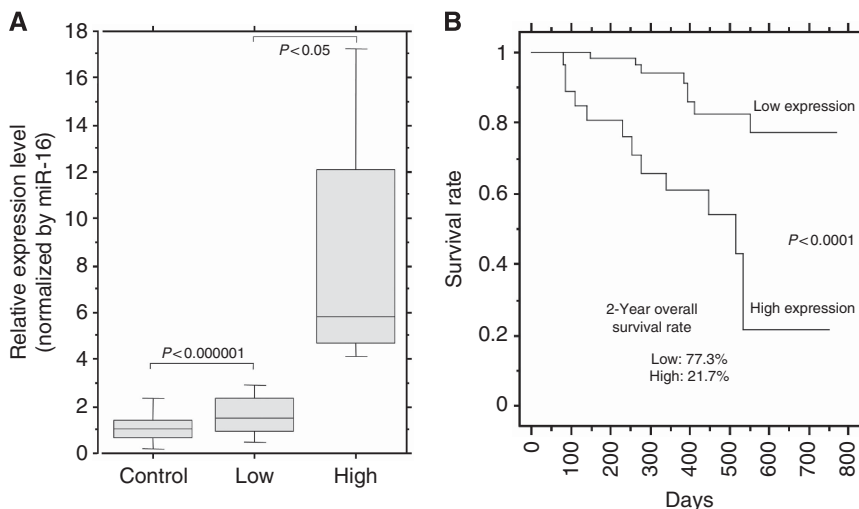 A
18
16
14
12
10
8
6
4
2
0
Relative expression level
(normalized by miR-16)
P<0.05
P<0.000001
Control
Low
High
B
1
0.8
0.6
0.4
0.2
0
Survival rate
Low expression
P<0.0001
High expression
2-Year overall
survival rate
Low: 77.3%
High: 21.7%
0
100
200
300
400
500
600
700
800
Days